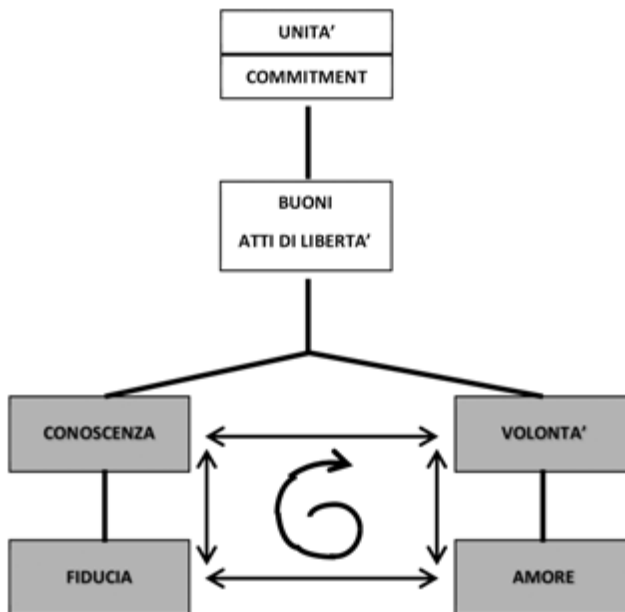 UNITA’
COMMITMENT
BUONI
ATTI DI LIBERTA’
CONOSCENZA
VOLONTA’
FIDUCIA
AMORE